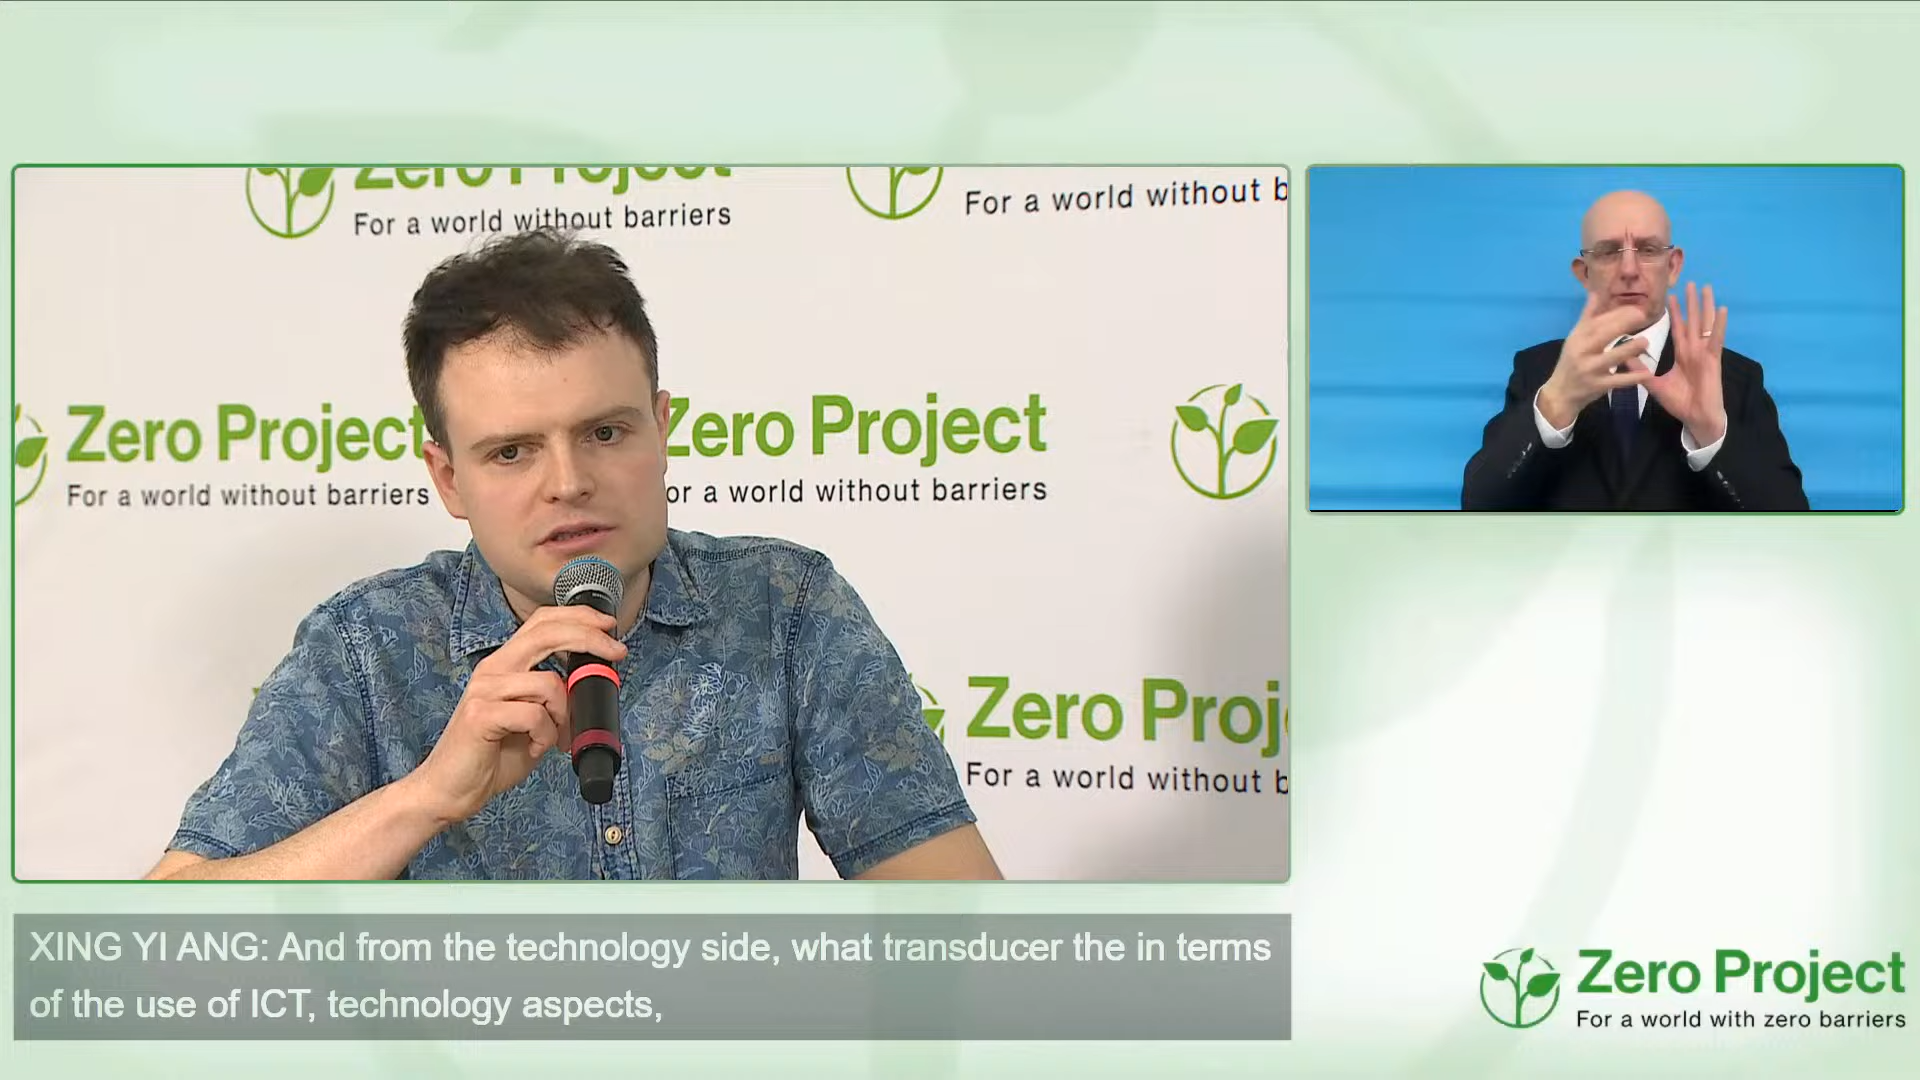 Zero Project
For a world without barriers
For a world without b
Zero Project
For a world without barriers
Zero Project
or a world without barriers
Zero Proj
For a world without b
XING YI ANG: And from the technology side, what transducer the in terms
of the use of ICT, technology aspects,
Zero Project
For a world with zero barriers